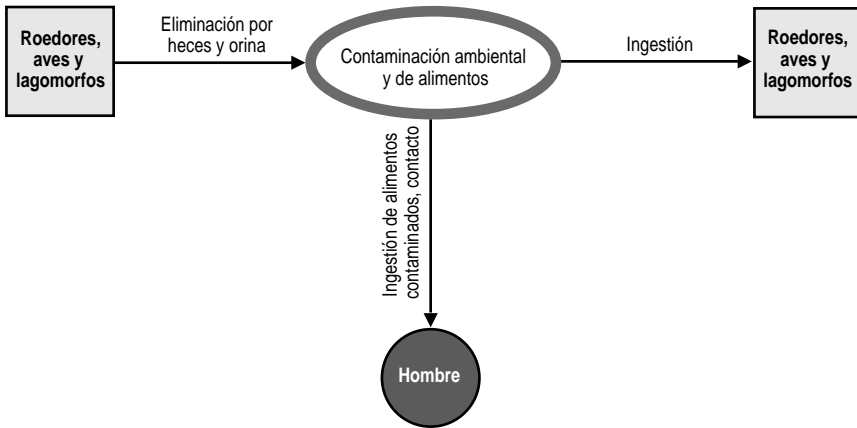 Roedores,
aves y
lagomorfos
Eliminación por
heces y orina
Contaminación ambiental
y de alimentos
Ingestión
Roedores,
aves y
lagomorfos
Ingestión de alimentos
contaminados, contacto
Hombre